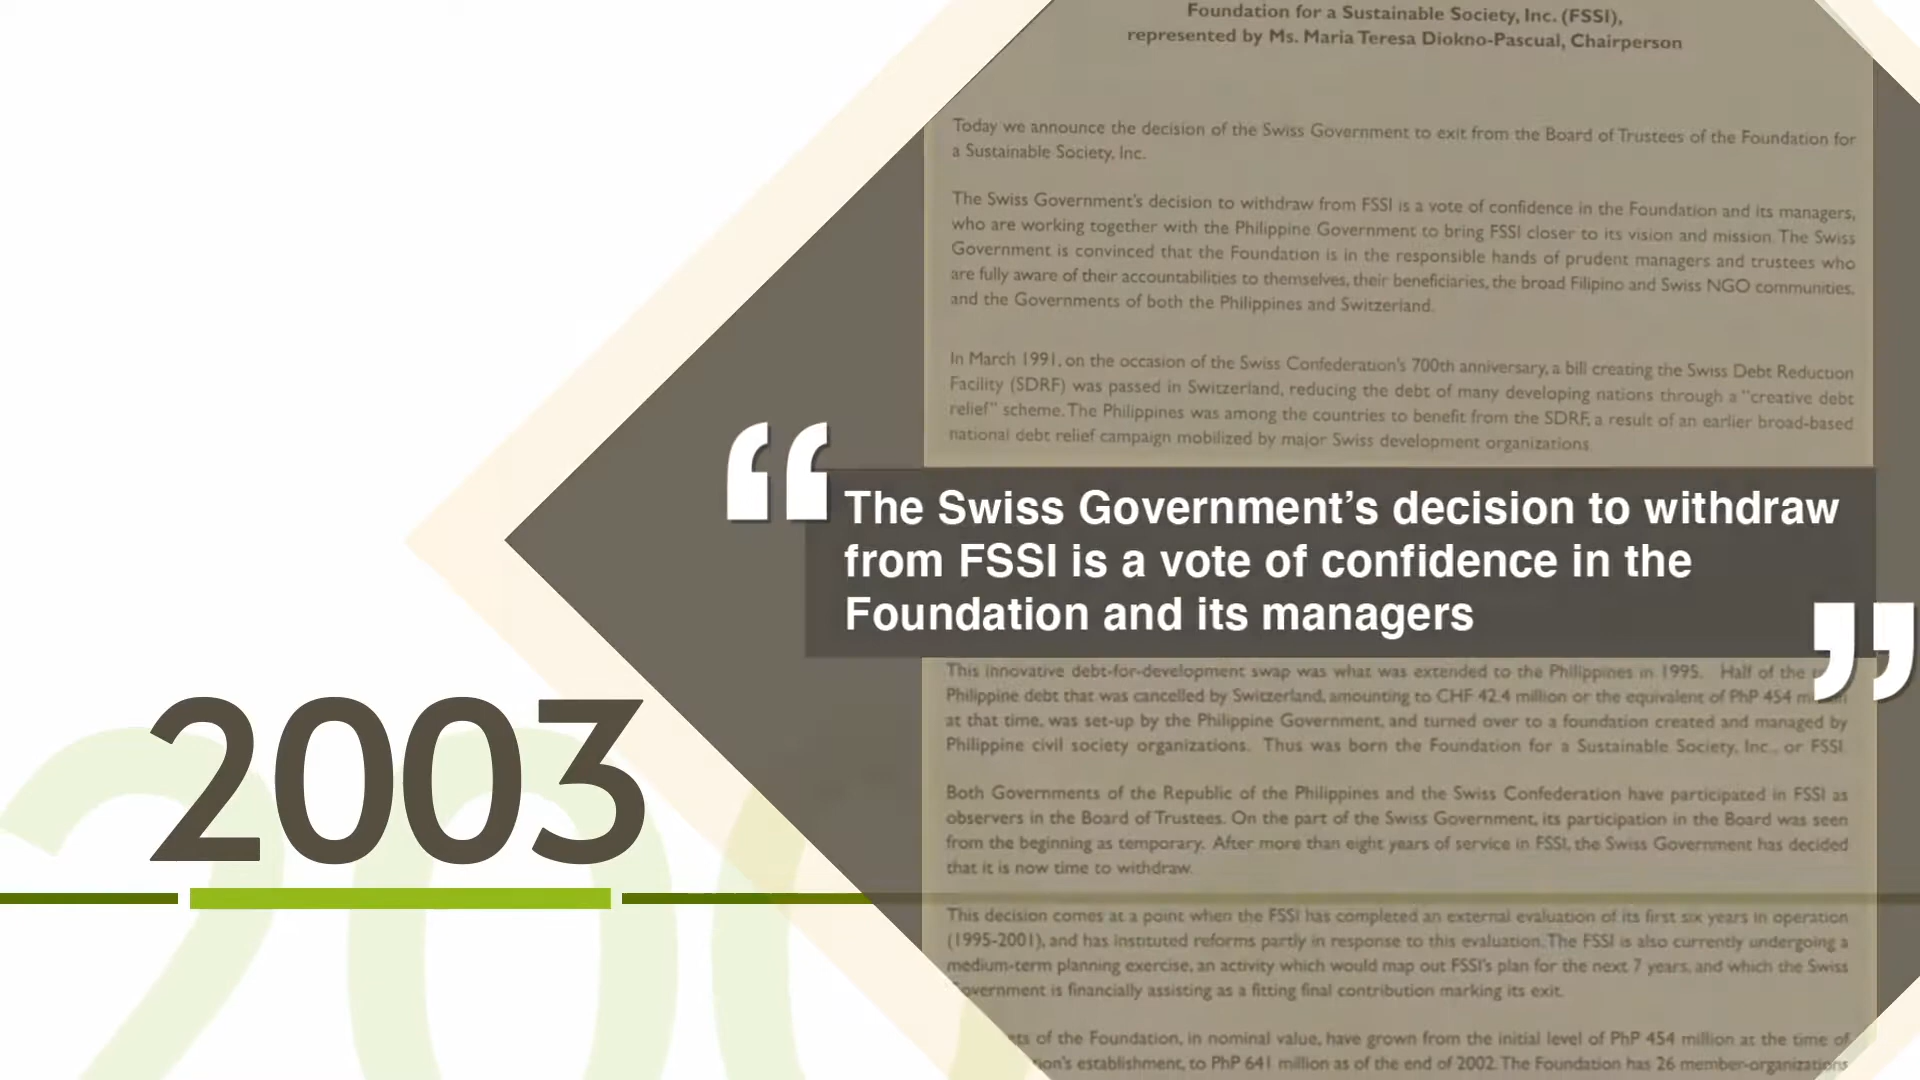 Foundation for a Sustainable Society, Inc. (FSSI),
represented by Ms. Maria Teresa Diokno-Pascual, Chairperson
Today we announce the decision of the Swiss Government to exit from the Board of Trustees of the Foundation for
a Sustainable Society, Inc.
The Swiss Government's decision to withdraw from FSSI is a vote of confidence in the Foundation and its managers,
who are working together with the Philippine Government to bring FSSI closer to its vision and mission. The Swiss
Government is convinced that the Foundation is in the responsible hands of prudent managers and trustees who
are fully aware of their accountabilities to themselves, their beneficiaries, the broad Filipino and Swiss NGO communities,
and the Governments of both the Philippines and Switzerland.
In March 1991, on the occasion of the Swiss Confederation's 700th anniversary, a bill creating the Swiss Debt Reduction
Facility (SDRF) was passed in Switzerland, reducing the debt of many developing nations through a "creative debt
relief" scheme. The Philippines was among the countries to benefit from the SDRF, a result of an earlier broad-based
national debt relief campaign mobilized by major Swiss development organizations
“The Swiss Government’s decision to withdraw
from FSSI is a vote of confidence in the
Foundation and its managers”
This innovative debt-for-development swap was what was extended to the Philippines in 1995. Half of the
Philippine debt that was cancelled by Switzerland, amounting to CHF 42.4 million or the equivalent of PhP 454
at that time, was set-up by the Philippine Government, and turned over to a foundation created and managed by
Philippine civil society organizations. Thus was born the Foundation for a Sustainable Society, Inc., or FSSI
Both Governments of the Republic of the Philippines and the Swiss Confederation have participated in FSSI as
observers in the Board of Trustees. On the part of the Swiss Government, its participation in the Board was seen
from the beginning as temporary. After more than eight years of service in FSSI, the Swiss Government has decided
that it is now time to withdraw.
This decision comes at a point when the FSSI has completed an external evaluation of its first six years in operation
(1995-2001), and has instituted reforms partly in response to this evaluation. The FSSI is also currently undergoing a
medium-term planning exercise, an activity which would map out FSSI's plan for the next 7 years, and which the Swiss
Government is financially assisting as a fitting final contribution marking its exit.
of the Foundation, in nominal value, have grown from the initial level of PhP 454 million at the time of
establishment, to PhP 641 million as of the end of 2002. The Foundation has 26 member-organizations
2003
200